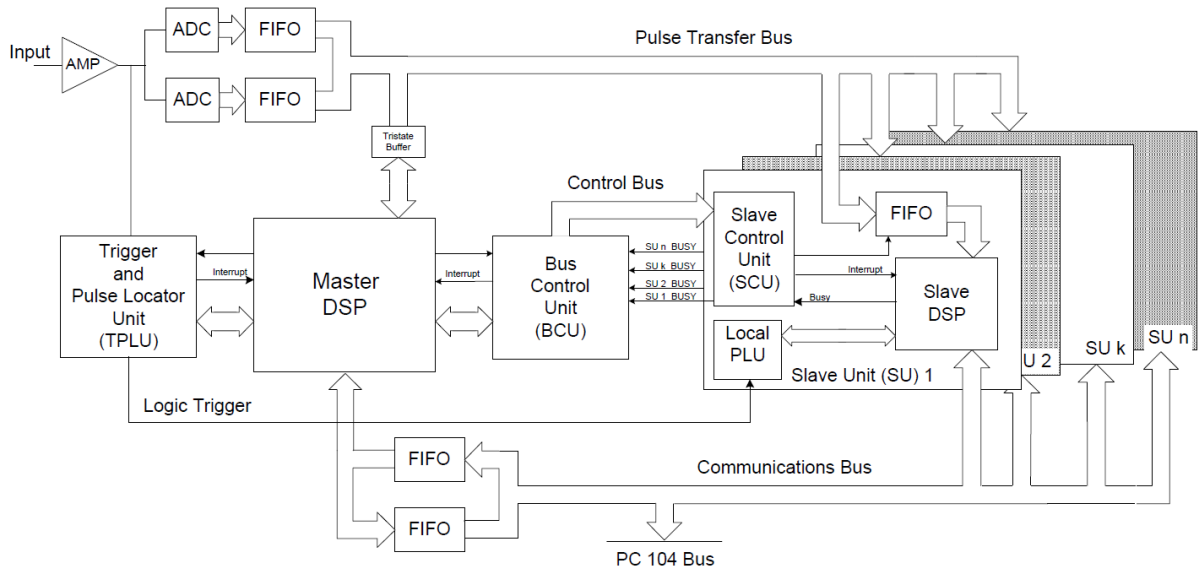 Input
AMP
ADC
FIFO
ADC
FIFO
Pulse Transfer Bus
Tristate
Buffer
Control Bus
Trigger
and
Pulse Locator
Unit
(TPLU)
Interrupt
Master
DSP
Interrupt
Bus
Control
Unit
(BCU)
SU n BUSY
SU k BUSY
SU 2 BUSY
SU 1 BUSY
Slave
Control
Unit
(SCU)
FIFO
Interrupt
Busy
Slave
DSP
Local
PLU
Slave Unit (SU) 1
U 2
SU k
SU n
Logic Trigger
FIFO
FIFO
Communications Bus
PC 104 Bus